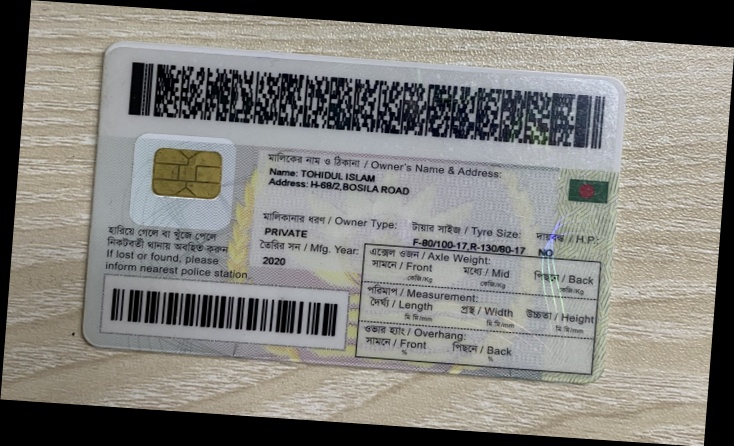 মালিকের নাম ও ঠিকানা / Owner's Name & Address:
Name: TOHIDUL ISLAM
Address: H-68/2,BOSILA ROAD
মালিকানার ধরণ / Owner Type: টায়ার সাইজ / Tyre Size: দায়বদ্ধ / H.P:
PRIVATE F-80/100-17,R-130/80-17 NO
তৈরির সন / Mfg. Year:
2020
হারিয়ে গেলে বা খুঁজে পেলে
নিকটবর্তী থানায় অবহিত করুন
If lost or found, please
inform nearest police station.
এক্সেল ওজন / Axle Weight:
সামনে / Front মধ্যে / Mid পিছনে / Back
কেজি/Kg কেজি/Kg কেজি/Kg
পরিমাপ / Measurement:
দৈর্ঘ্য / Length প্রস্থ / Width উচ্চতা / Height
মি মি/mm মি মি/mm মি মি/mm
ওভার হ্যাং / Overhang:
সামনে / Front পিছনে / Back
% %